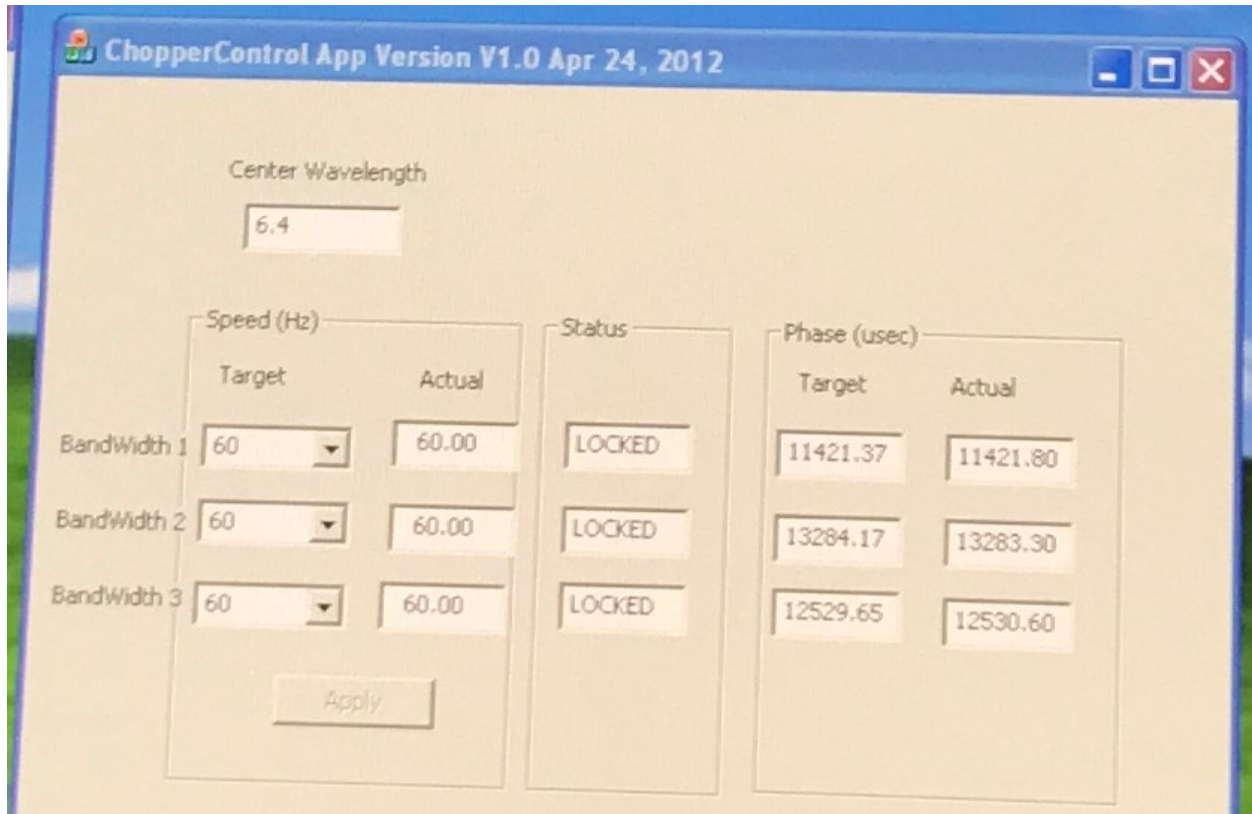 ChopperControl App Version V1.0 Apr 24, 2012
Center Wavelength
6.4
Speed (Hz) Status Phase (usec)
Target Actual Target Actual
BandWidth 1 60 60.00 LOCKED 11421.37 11421.80
BandWidth 2 60 60.00 LOCKED 13284.17 13283.30
BandWidth 3 60 60.00 LOCKED 12529.65 12530.60
Apply